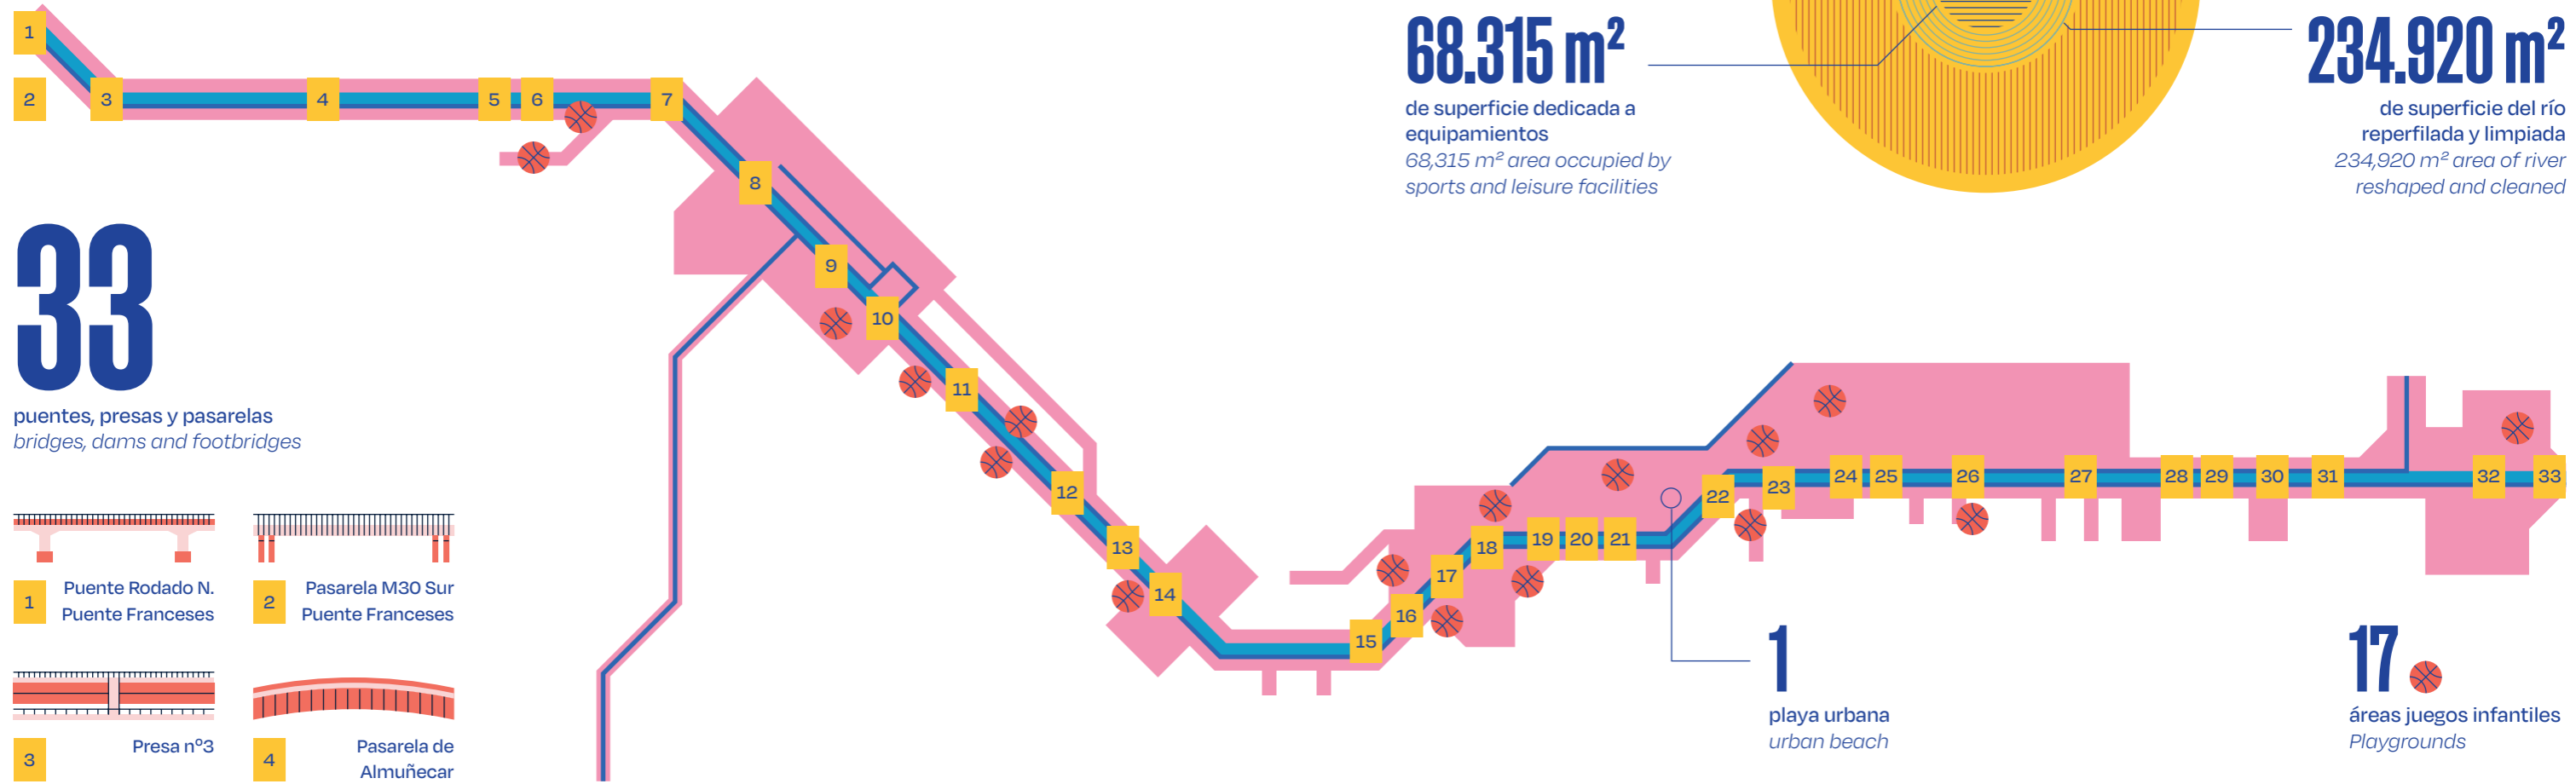 1
2
3
4
5
6
7
8
9
10
11
12
13
14
15
16
17
18
19
20
21
22
23
24
25
26
27
28
29
30
31
32
33
68.315 m²
de superficie dedicada a
equipamientos
68,315 m² area occupied by
sports and leisure facilities
234.920 m²
de superficie del río
reperfilada y limpiada
234,920 m² area of river
reshaped and cleaned
33
puentes, presas y pasarelas
bridges, dams and footbridges
1
Puente Rodado N.
Puente Franceses
2
Pasarela M30 Sur
Puente Franceses
3
Presa nº3
4
Pasarela de
Almuñecar
1
playa urbana
urban beach
17
áreas juegos infantiles
Playgrounds